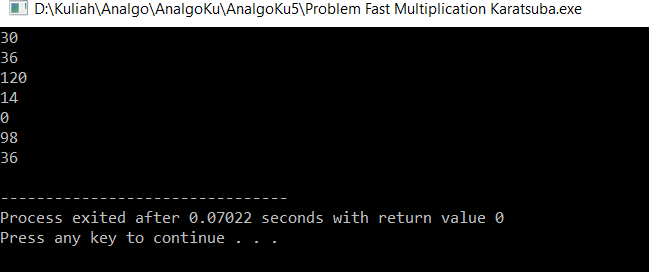 D:\Kuliah\Analgo\AnalgoKu\AnalgoKu5\Problem Fast Multiplication Karatsuba.exe
30
36
120
14
0
98
36
--------------------------------
Process exited after 0.07022 seconds with return value 0
Press any key to continue . . .